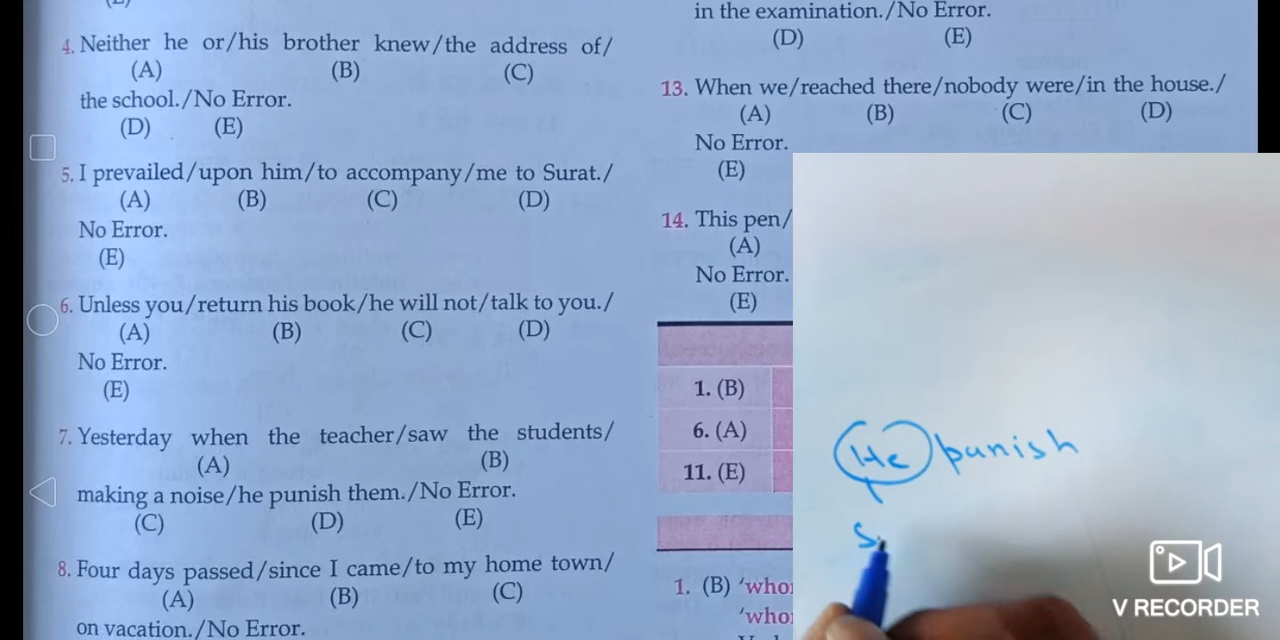 4. Neither he or/his brother knew/the address of/
(A) (B) (C)
the school./No Error.
(D) (E)
5. I prevailed/upon him/to accompany/me to Surat./
(A) (B) (C) (D)
No Error.
(E)
6. Unless you/return his book/he will not/talk to you./
(A) (B) (C) (D)
No Error.
(E)
7. Yesterday when the teacher/saw the students/
(A) (B)
making a noise/he punish them./No Error.
(C) (D) (E)
8. Four days passed/since I came/to my home town/
(A) (B) (C)
on vacation./No Error.
in the examination./No Error.
(D) (E)
13. When we/reached there/nobody were/in the house./
(A) (B) (C) (D)
No Error.
(E)
14. This pen/
(A)
No Error.
(E)
1. (B)
6. (A)
11. (E)
1. (B)
He punish
V RECORDER